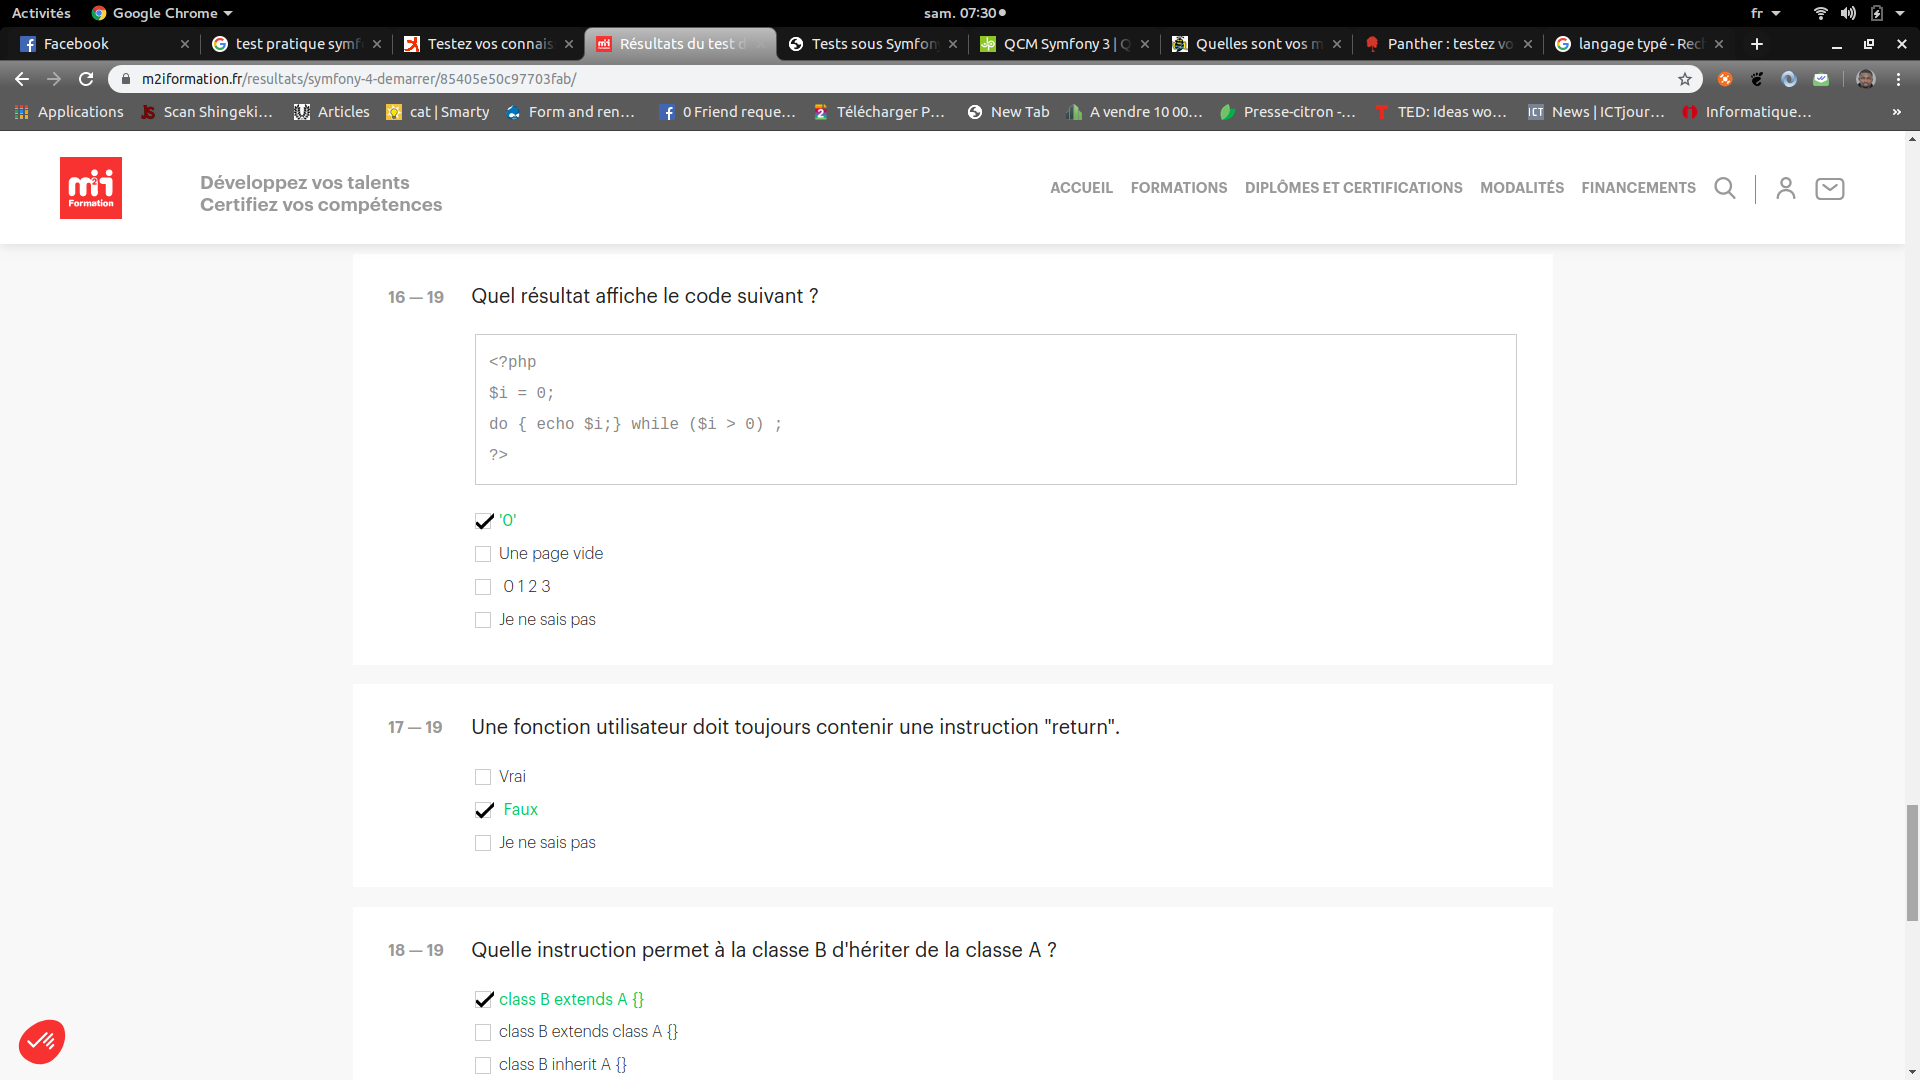 Activités
Google Chrome
sam. 07:30
fr
Facebook
test pratique symf
Testez vos connais
Résultats du test d
Tests sous Symfon
QCM Symfony 3 | Q
Quelles sont vos m
Panther : testez vo
langage typé - Rec
m2iformation.fr/resultats/symfony-4-demarrer/85405e50c97703fab/
Applications
Scan Shingeki...
Articles
cat | Smarty
Form and ren...
0 Friend reque...
Télécharger P...
New Tab
A vendre 10 00...
Presse-citron -...
TED: Ideas wo...
ICT
News | ICTjour...
Informatique...
»
m2i
Formation
Développez vos talents
Certifiez vos compétences
ACCUEIL
FORMATIONS
DIPLÔMES ET CERTIFICATIONS
MODALITÉS
FINANCEMENTS
16 — 19
Quel résultat affiche le code suivant ?
<?php
$i = 0;
do { echo $i;} while ($i > 0) ;
?>
'0'
Une page vide
0 1 2 3
Je ne sais pas
17 — 19
Une fonction utilisateur doit toujours contenir une instruction "return".
Vrai
Faux
Je ne sais pas
18 — 19
Quelle instruction permet à la classe B d'hériter de la classe A ?
class B extends A {}
class B extends class A {}
class B inherit A {}